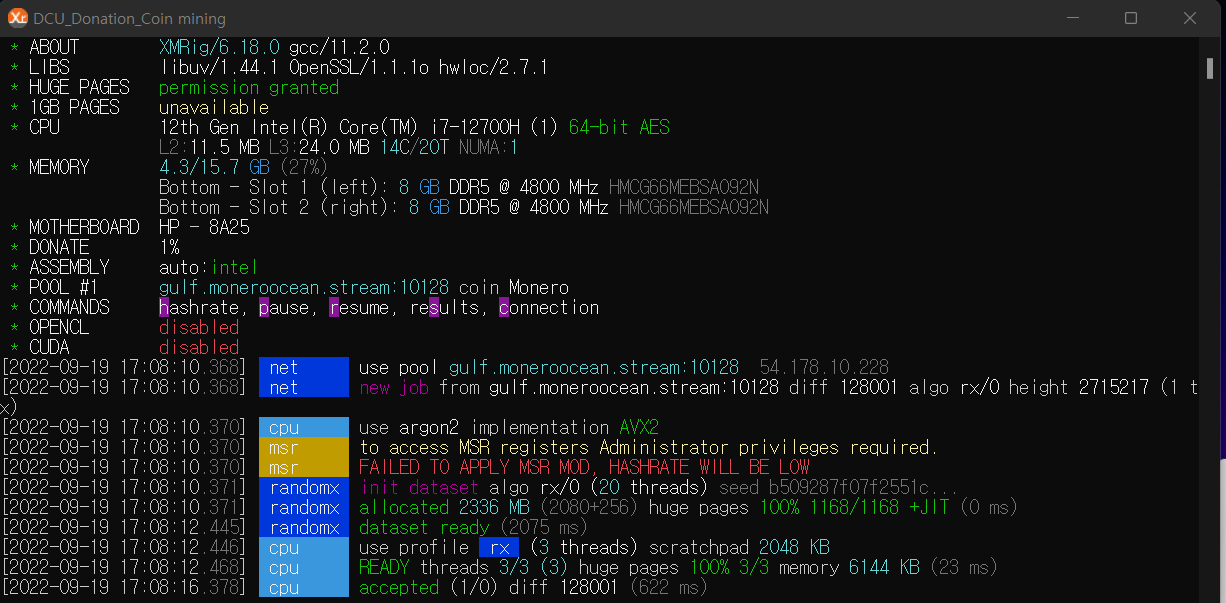 DCU_Donation_Coin mining
* ABOUT XMRig/6.18.0 gcc/11.2.0
* LIBS libuv/1.44.1 OpenSSL/1.1.1o hwloc/2.7.1
* HUGE PAGES permission granted
* 1GB PAGES unavailable
* CPU 12th Gen Intel(R) Core(TM) i7-12700H (1) 64-bit AES
L2:11.5 MB L3:24.0 MB 14C/20T NUMA:1
* MEMORY 4.3/15.7 GB (27%)
Bottom - Slot 1 (left): 8 GB DDR5 @ 4800 MHz HMCG66MEBSA092N
Bottom - Slot 2 (right): 8 GB DDR5 @ 4800 MHz HMCG66MEBSA092N
* MOTHERBOARD HP - 8A25
* DONATE 1%
* ASSEMBLY auto:intel
* POOL #1 gulf.moneroocean.stream:10128 coin Monero
* COMMANDS hashrate, pause, resume, results, connection
* OPENCL disabled
* CUDA disabled
[2022-09-19 17:08:10.368] net use pool gulf.moneroocean.stream:10128 54.178.10.228
[2022-09-19 17:08:10.368] net new job from gulf.moneroocean.stream:10128 diff 128001 algo rx/0 height 2715217 (1 t
x)
[2022-09-19 17:08:10.370] cpu use argon2 implementation AVX2
[2022-09-19 17:08:10.370] msr to access MSR registers Administrator privileges required.
[2022-09-19 17:08:10.370] msr FAILED TO APPLY MSR MOD, HASHRATE WILL BE LOW
[2022-09-19 17:08:10.371] randomx init dataset algo rx/0 (20 threads) seed b509287f07f2551c...
[2022-09-19 17:08:10.371] randomx allocated 2336 MB (2080+256) huge pages 100% 1168/1168 +JIT (0 ms)
[2022-09-19 17:08:12.445] randomx dataset ready (2075 ms)
[2022-09-19 17:08:12.446] cpu use profile rx (3 threads) scratchpad 2048 KB
[2022-09-19 17:08:12.468] cpu READY threads 3/3 (3) huge pages 100% 3/3 memory 6144 KB (23 ms)
[2022-09-19 17:08:16.378] cpu accepted (1/0) diff 128001 (622 ms)